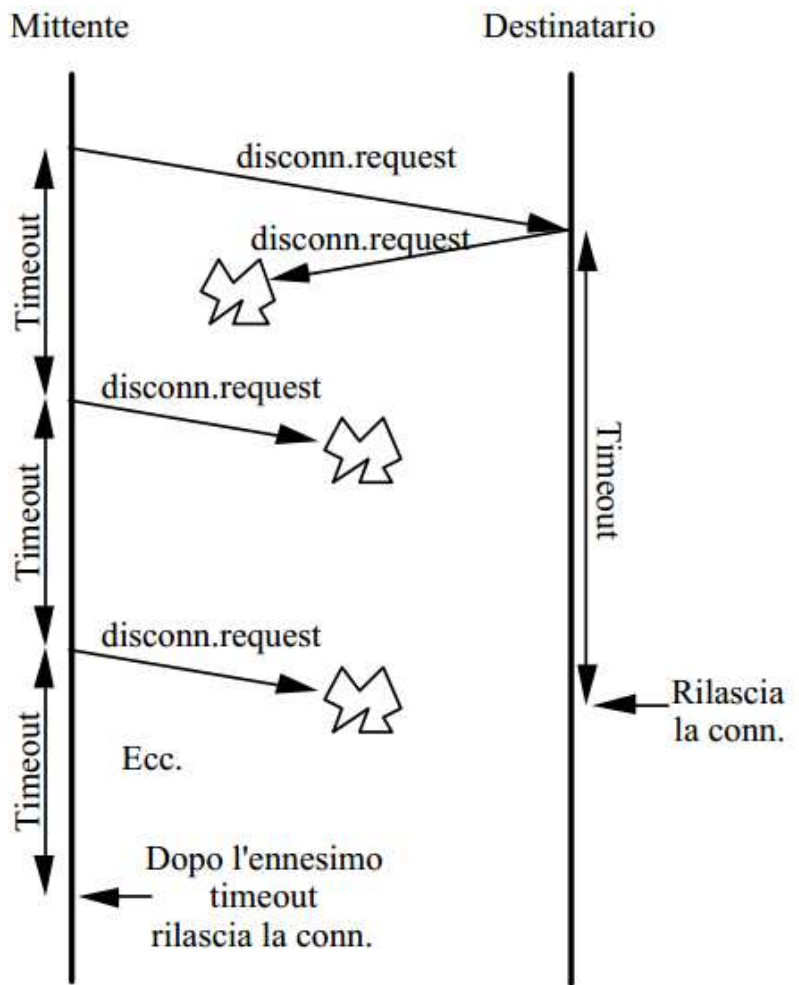 Mittente
Destinatario
disconn.request
disconn.request
Timeout
disconn.request
Timeout
Timeout
disconn.request
Rilascia
la conn.
Timeout
Ecc.
Dopo l'ennesimo
timeout
rilascia la conn.